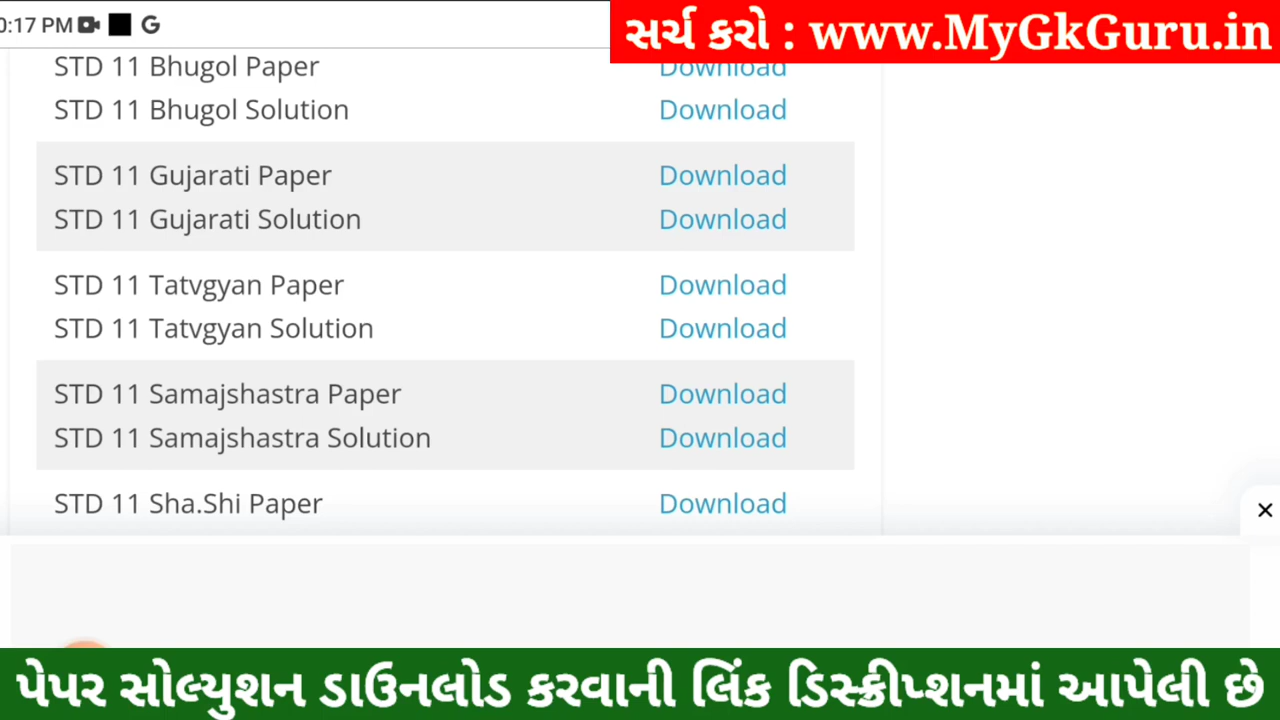 0:17 PM
સર્ચ કરો : www.MyGkGuru.in
STD 11 Bhugol Paper Download
STD 11 Bhugol Solution Download
STD 11 Gujarati Paper Download
STD 11 Gujarati Solution Download
STD 11 Tatvgyan Paper Download
STD 11 Tatvgyan Solution Download
STD 11 Samajshastra Paper Download
STD 11 Samajshastra Solution Download
STD 11 Sha.Shi Paper Download
પેપર સોલ્યુશન ડાઉનલોડ કરવાની લિંક ડિસ્ક્રીપ્શનમાં આપેલી છે